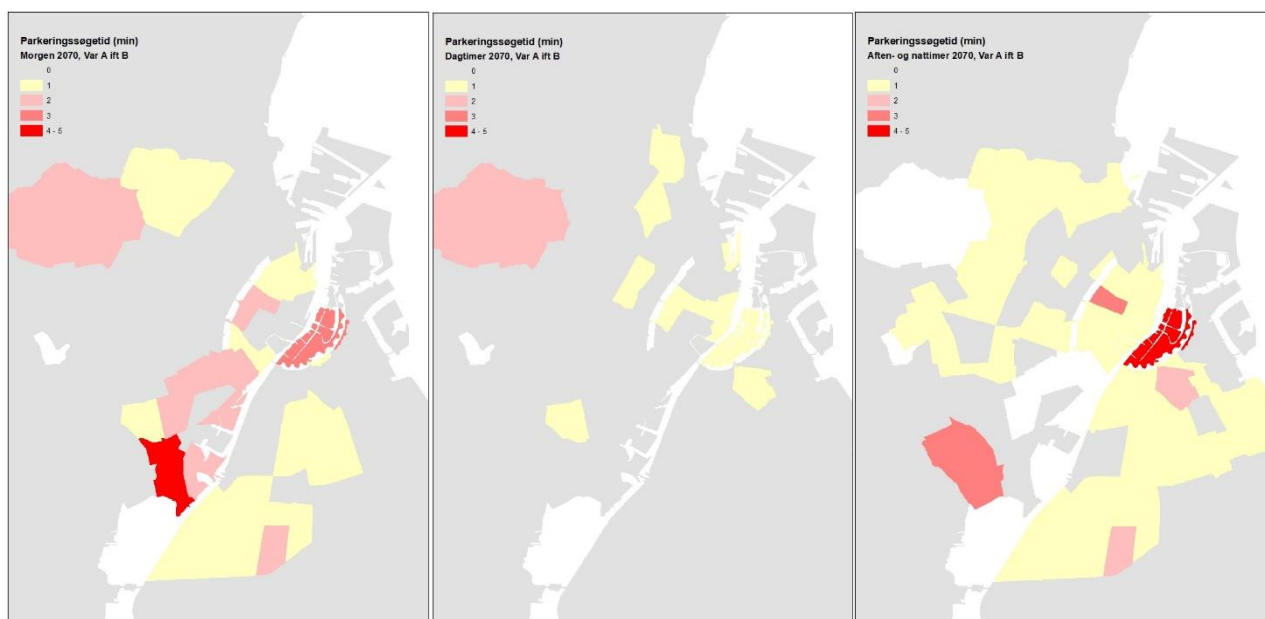 Parkeringssøgetid (min)
Morgen 2070, Var A ift B
0
1
2
3
4 - 5
Parkeringssøgetid (min)
Dagtimer 2070, Var A ift B
0
1
2
3
4 - 5
Parkeringssøgetid (min)
Aften- og nattimer 2070, Var A ift B
0
1
2
3
4 - 5